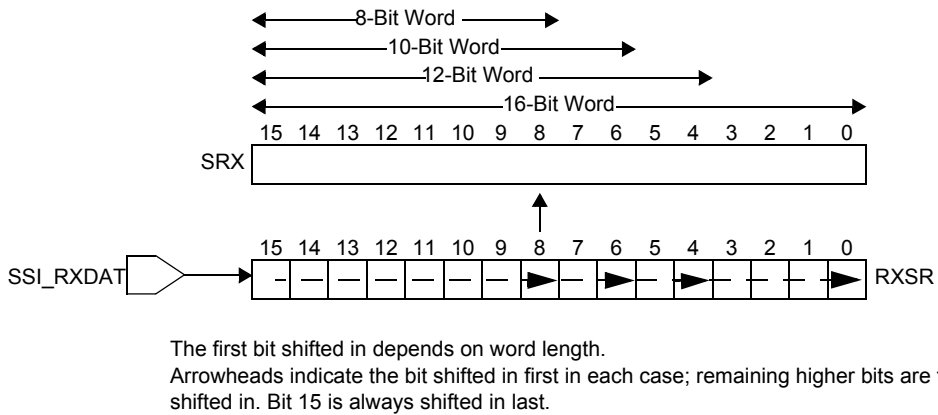 8-Bit Word
10-Bit Word
12-Bit Word
16-Bit Word
15 14 13 12 11 10 9 8 7 6 5 4 3 2 1 0
SRX
15 14 13 12 11 10 9 8 7 6 5 4 3 2 1 0
SSI_RXDAT RXSR
The first bit shifted in depends on word length.
Arrowheads indicate the bit shifted in first in each case; remaining higher bits are
shifted in. Bit 15 is always shifted in last.